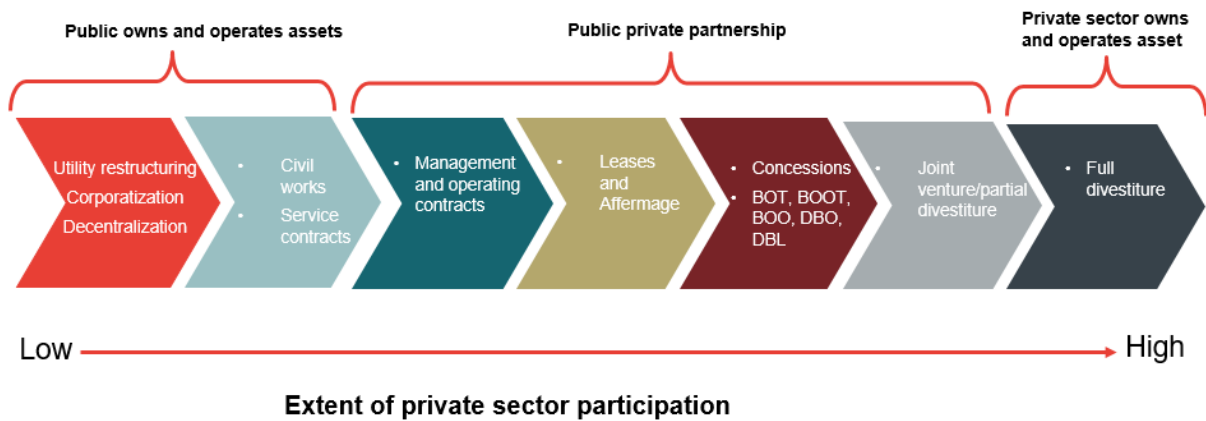 Public owns and operates assets
Public private partnership
Private sector owns
and operates asset
Utility restructuring
Corporatization
Decentralization
• Civil
works
• Service
contracts
• Management
and operating
contracts
• Leases
and
Affermage
• Concessions
• BOT, BOOT,
BOO, DBO,
DBL
• Joint
venture/partial
divestiture
• Full
divestiture
Low
High
Extent of private sector participation